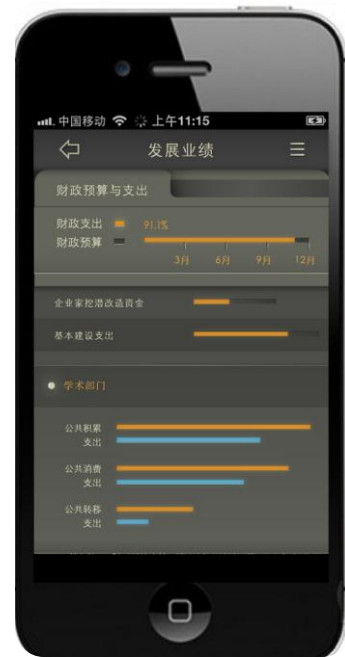 中国移动 上午11:15
发展业绩
财政预算与支出
财政支出 91.1%
财政预算
3月 6月 9月 12月
企业家挖潜改造资金
基本建设支出
学术部门
公共积累
支出
公共消费
支出
公共转移
支出